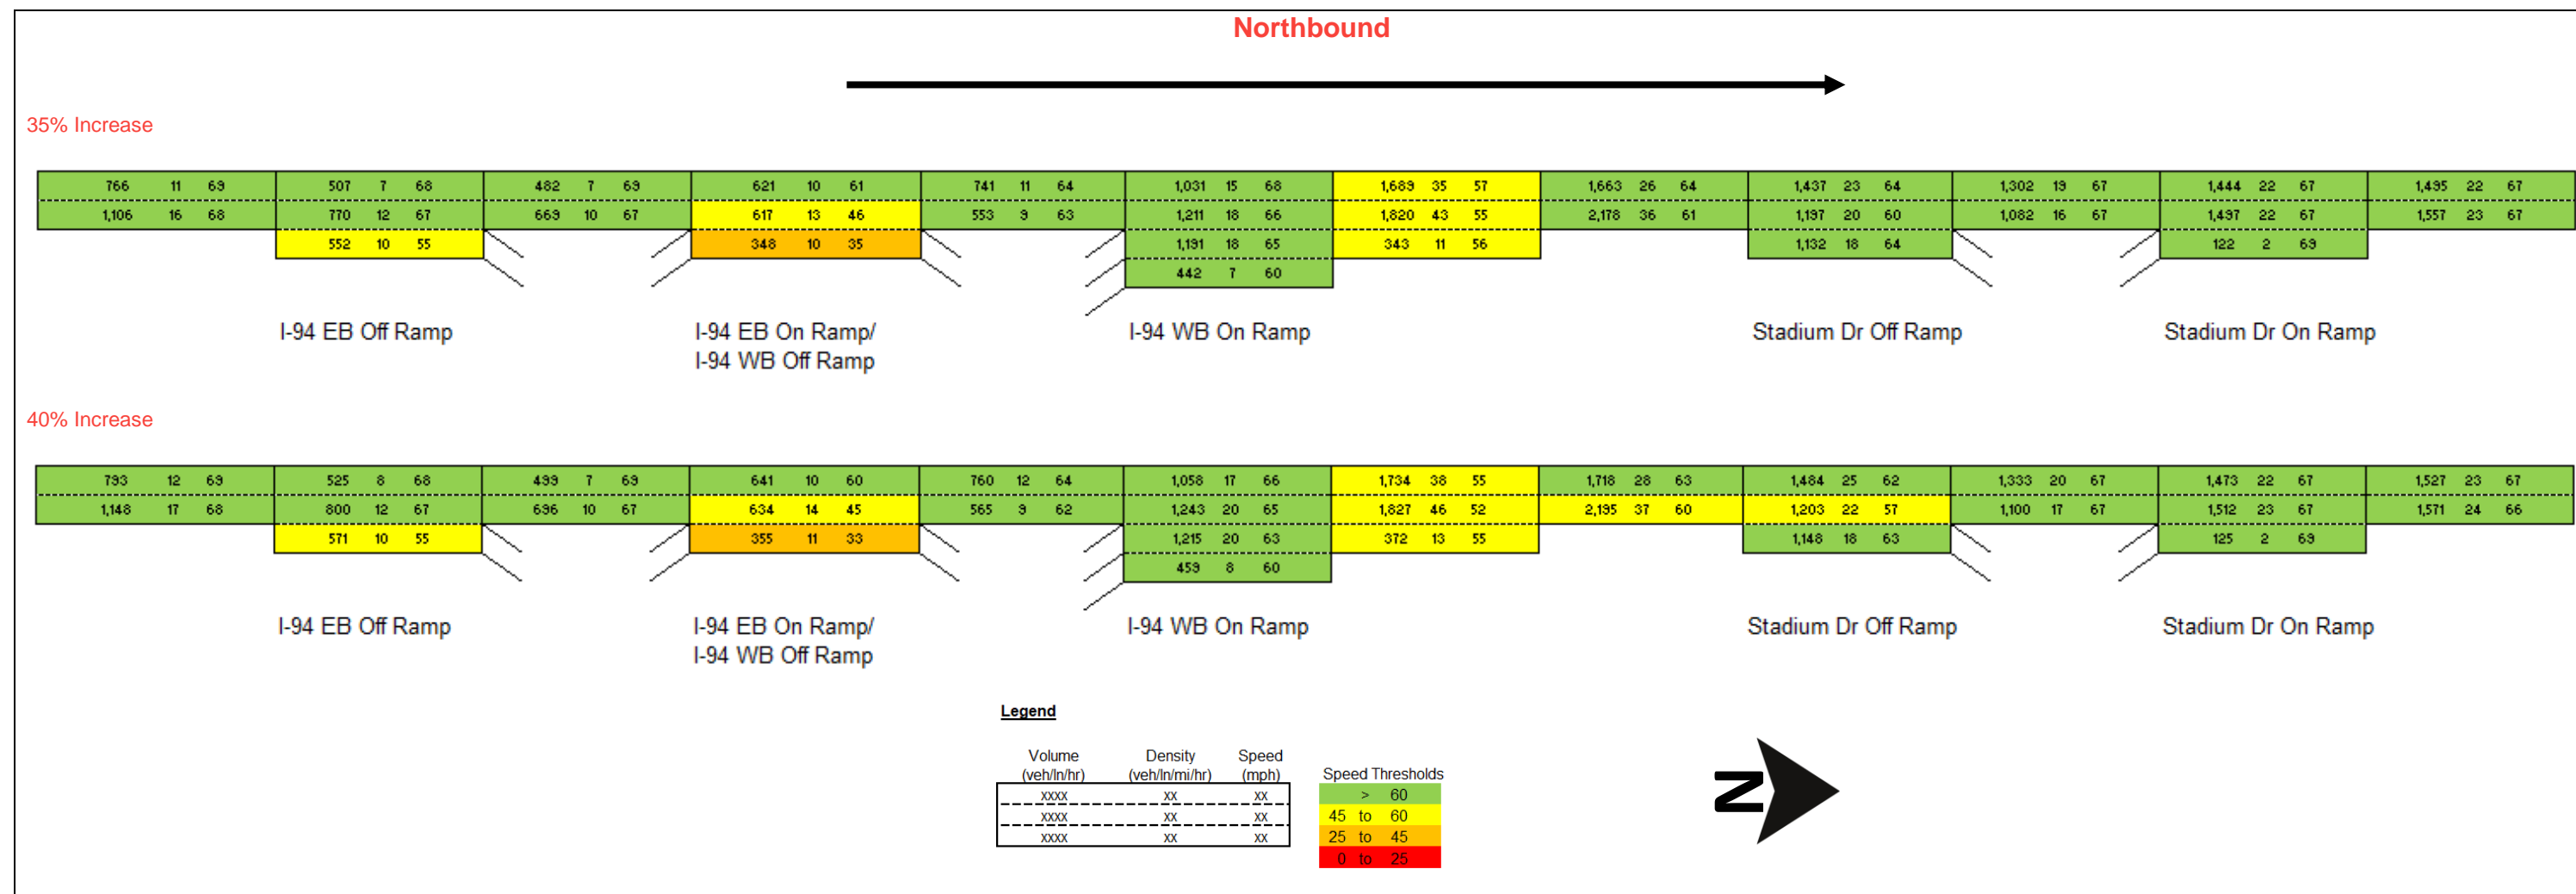 Northbound
35% Increase
766 11 69 507 7 68 482 7 69 621 10 61 741 11 64 1,031 15 68 1,689 35 57 1,663 26 64 1,437 23 64 1,302 19 67 1,444 22 67 1,495 22 67
1,106 16 68 770 12 67 669 10 67 617 13 46 553 9 63 1,211 18 66 1,820 43 55 2,178 36 61 1,197 20 60 1,082 16 67 1,497 22 67 1,557 23 67
552 10 55 348 10 35 1,191 18 65 343 11 56 1,132 18 64 122 2 69
442 7 60
I-94 EB Off Ramp I-94 EB On Ramp/ I-94 WB On Ramp Stadium Dr Off Ramp Stadium Dr On Ramp
I-94 WB Off Ramp
40% Increase
793 12 69 525 8 68 499 7 69 641 10 60 760 12 64 1,058 17 66 1,734 38 55 1,718 28 63 1,484 25 62 1,333 20 67 1,473 22 67 1,527 23 67
1,148 17 68 800 12 67 696 10 67 634 14 45 565 9 62 1,243 20 65 1,827 46 52 2,195 37 60 1,203 22 57 1,100 17 67 1,512 23 67 1,571 24 66
571 10 55 355 11 33 1,215 20 63 372 13 55 1,148 18 63 125 2 69
459 8 60
I-94 EB Off Ramp I-94 EB On Ramp/ I-94 WB On Ramp Stadium Dr Off Ramp Stadium Dr On Ramp
I-94 WB Off Ramp
Legend
Volume Density Speed
(veh/ln/hr) (veh/ln/mi/hr) (mph) Speed Thresholds
xxxx xx xx > 60
xxxx xx xx 45 to 60
xxxx xx xx 25 to 45
0 to 25
N